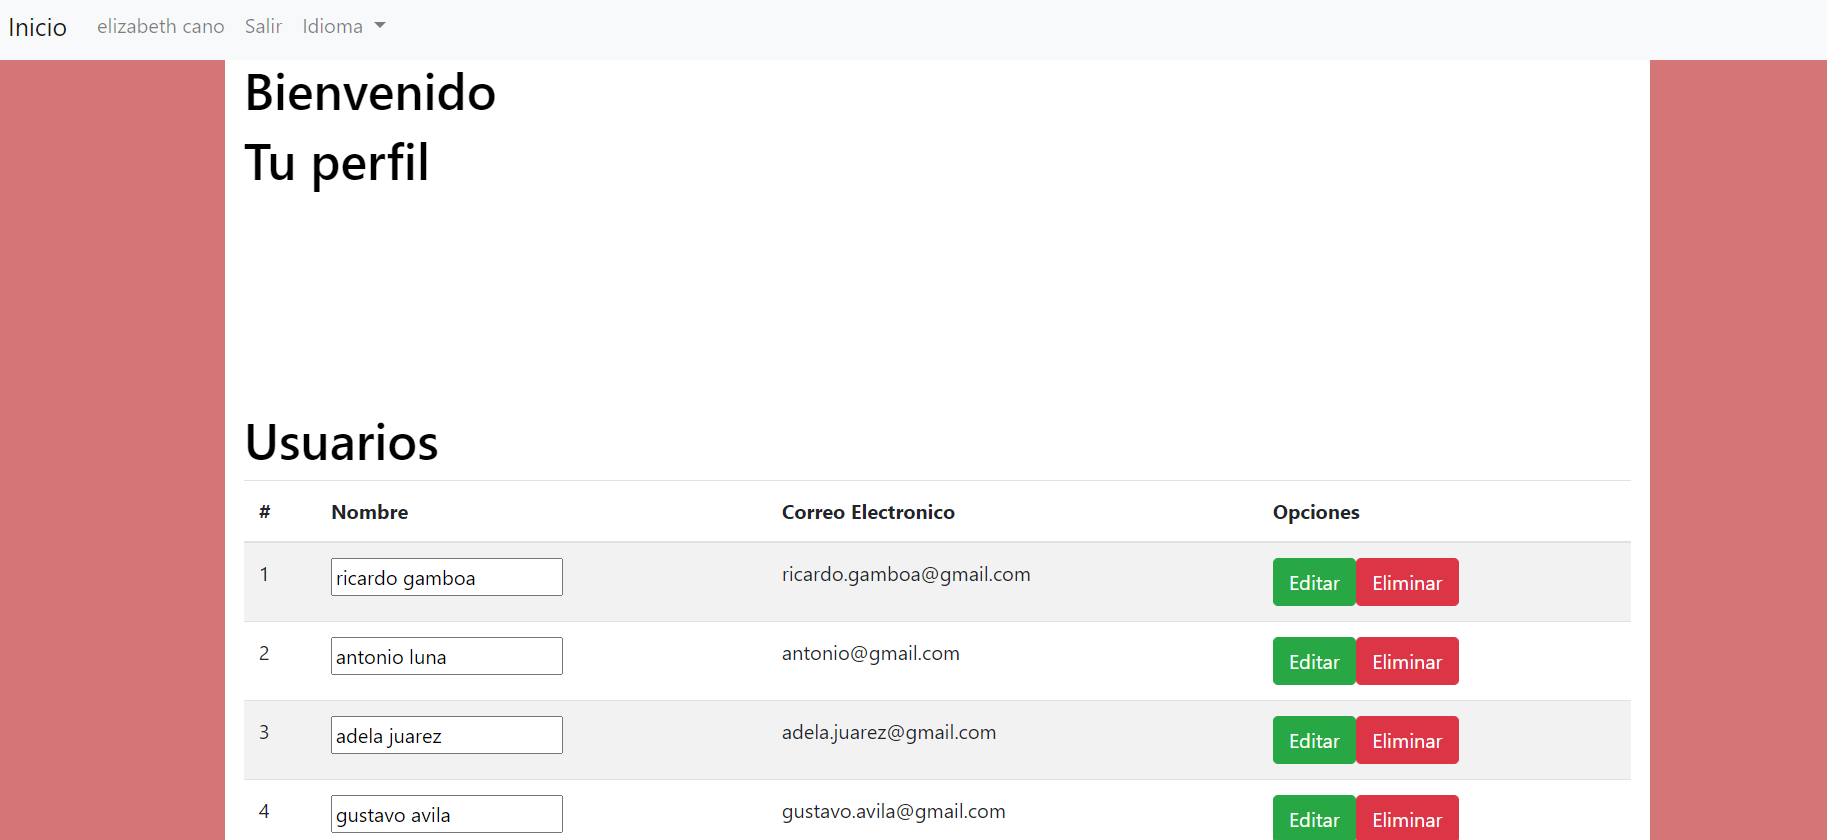 Inicio elizabeth cano Salir Idioma
Bienvenido
Tu perfil
Usuarios
# Nombre Correo Electronico Opciones
1 ricardo gamboa ricardo.gamboa@gmail.com Editar Eliminar
2 antonio luna antonio@gmail.com Editar Eliminar
3 adela juarez adela.juarez@gmail.com Editar Eliminar
4 gustavo avila gustavo.avila@gmail.com Editar Eliminar